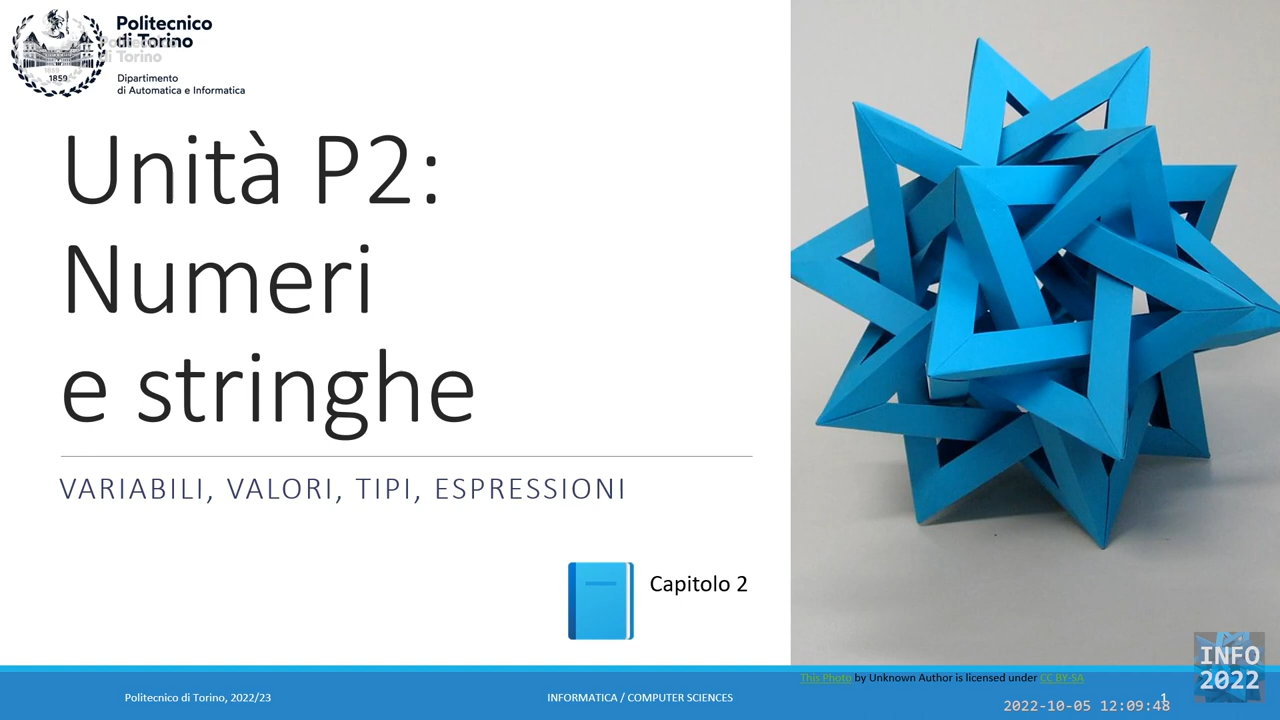 Politecnico
di Torino
1859
Dipartimento
di Automatica e Informatica
Unità P2:
Numeri
e stringhe
VARIABILI, VALORI, TIPI, ESPRESSIONI
Capitolo 2
INFO
2022
This Photo by Unknown Author is licensed under CC BY-SA
Politecnico di Torino, 2022/23
INFORMATICA / COMPUTER SCIENCES
1
2022-10-05 12:09:48